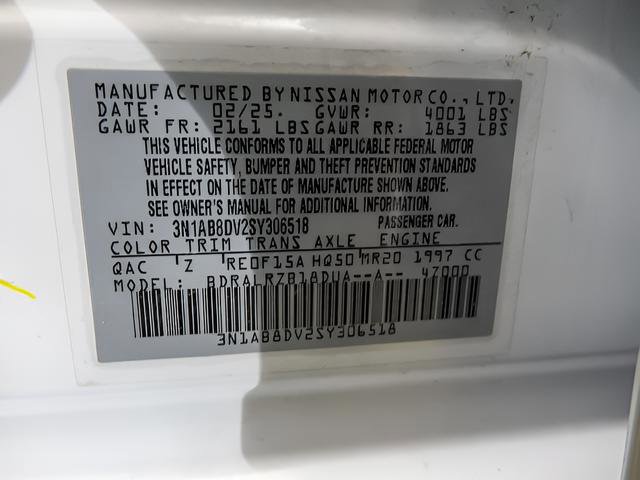 MANUFACTURED BY NISSAN MOTOR CO., LTD.
DATE: 02/25. GVWR: 4001 LBS
GAWR FR: 2161 LBS GAWR RR: 1863 LBS
THIS VEHICLE CONFORMS TO ALL APPLICABLE FEDERAL MOTOR
VEHICLE SAFETY, BUMPER AND THEFT PREVENTION STANDARDS
IN EFFECT ON THE DATE OF MANUFACTURE SHOWN ABOVE.
SEE OWNER'S MANUAL FOR ADDITIONAL INFORMATION.
VIN: 3N1AB8DV2SY306518 PASSENGER CAR.
COLOR TRIM TRANS AXLE ENGINE
QAC Z RE0F15A HQ50 MR20 1997 CC
MODEL: BDRALRZB18DUA--A-- 47000
3N1AB8DV2SY306518